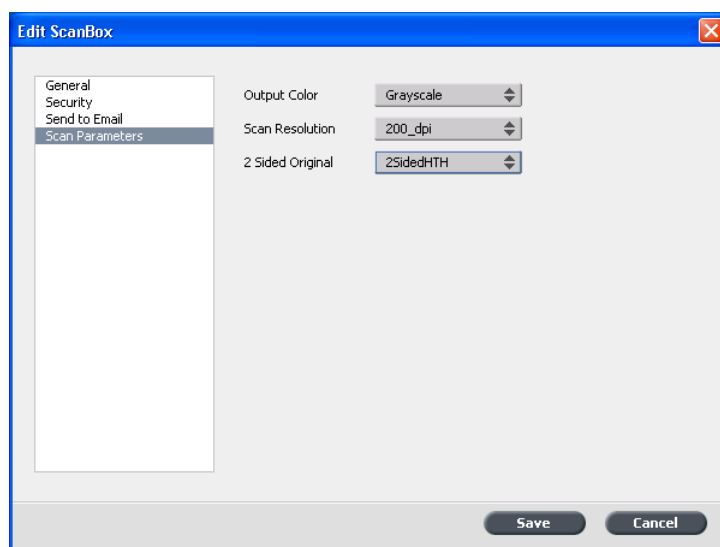 Edit ScanBox
General
Security
Send to Email
Scan Parameters
Output Color Grayscale
Scan Resolution 200_dpi
2 Sided Original 2SidedHTH
Save Cancel